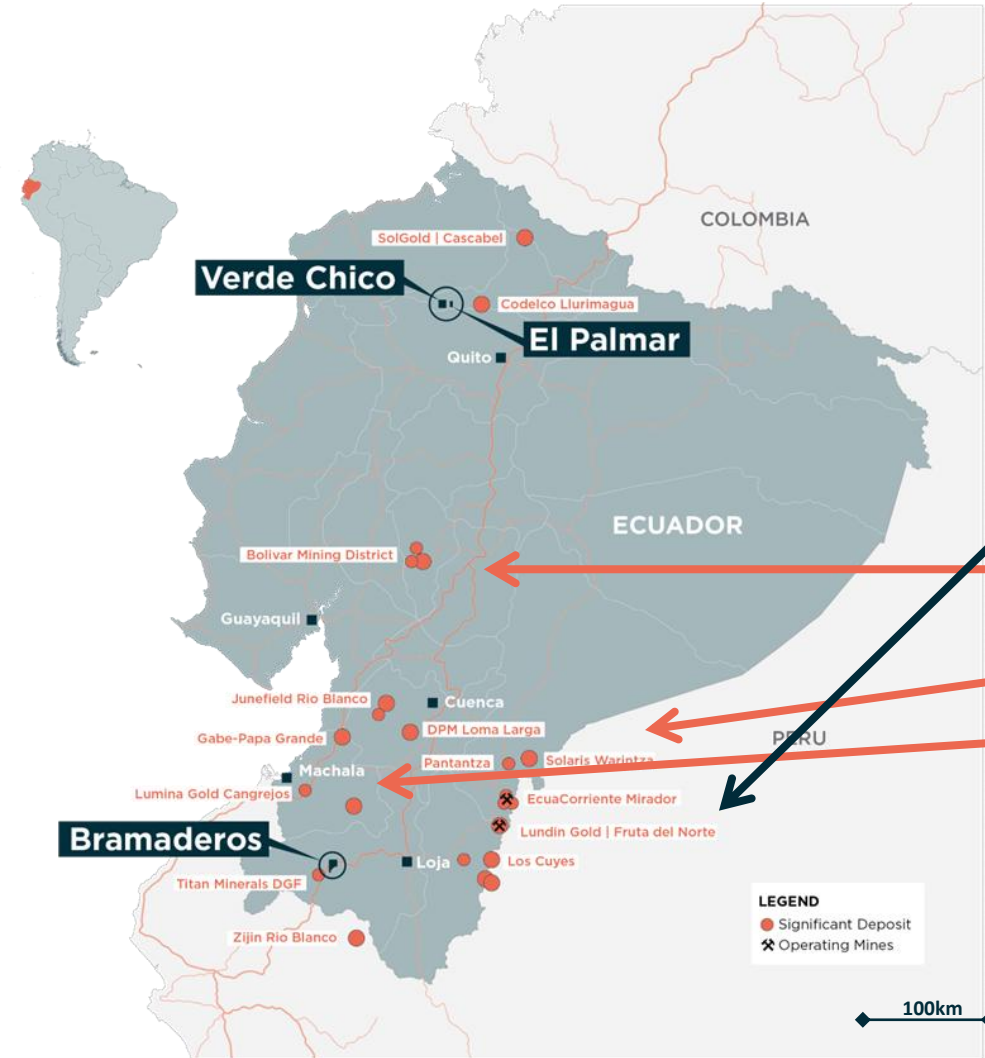 COLOMBIA
SolGold | Cascabel
Verde Chico
Codelco Llurimagua
El Palmar
Quito
ECUADOR
Bolivar Mining District
Guayaquil
Junefield Rio Blanco
Cuenca
DPM Loma Larga
Gabe-Papa Grande
PERU
Pantantza
Solaris Warintza
Machala
Lumina Gold Cangrejos
EcuaCorriente Mirador
Lundin Gold | Fruta del Norte
Bramaderos
Loja
Los Cuyes
Titan Minerals DGF
Zijin Rio Blanco
LEGEND
Significant Deposit
Operating Mines
100km